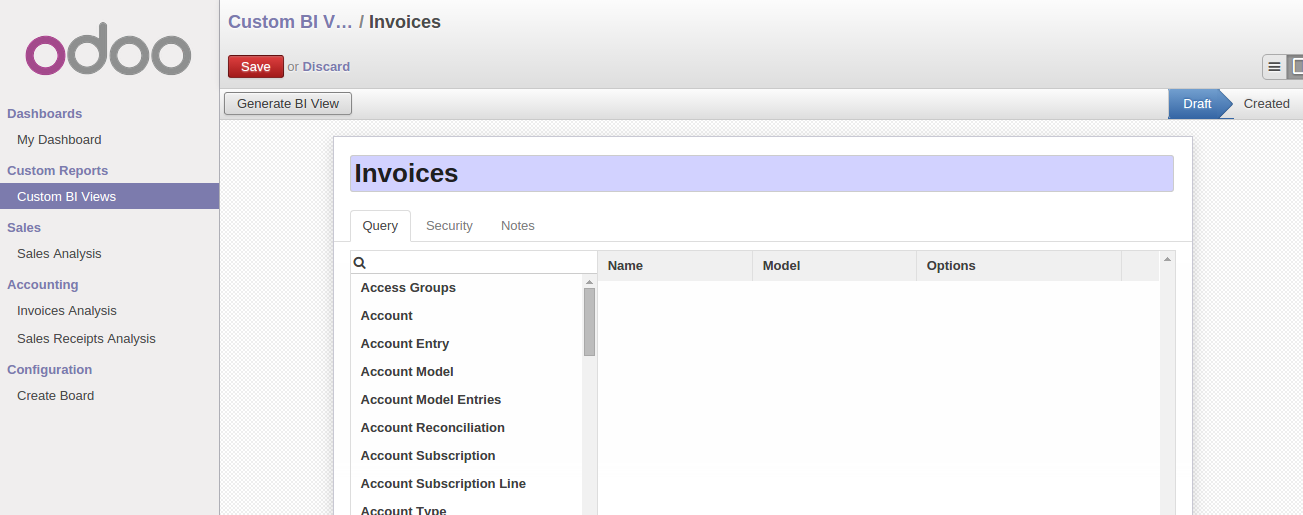 odoo
Dashboards
My Dashboard
Custom Reports
Custom BI Views
Sales
Sales Analysis
Accounting
Invoices Analysis
Sales Receipts Analysis
Configuration
Create Board
Custom BI V... / Invoices
Save or Discard
Generate BI View
Draft Created
Invoices
Query Security Notes
Name Model Options
Access Groups
Account
Account Entry
Account Model
Account Model Entries
Account Reconciliation
Account Subscription
Account Subscription Line
Account Type